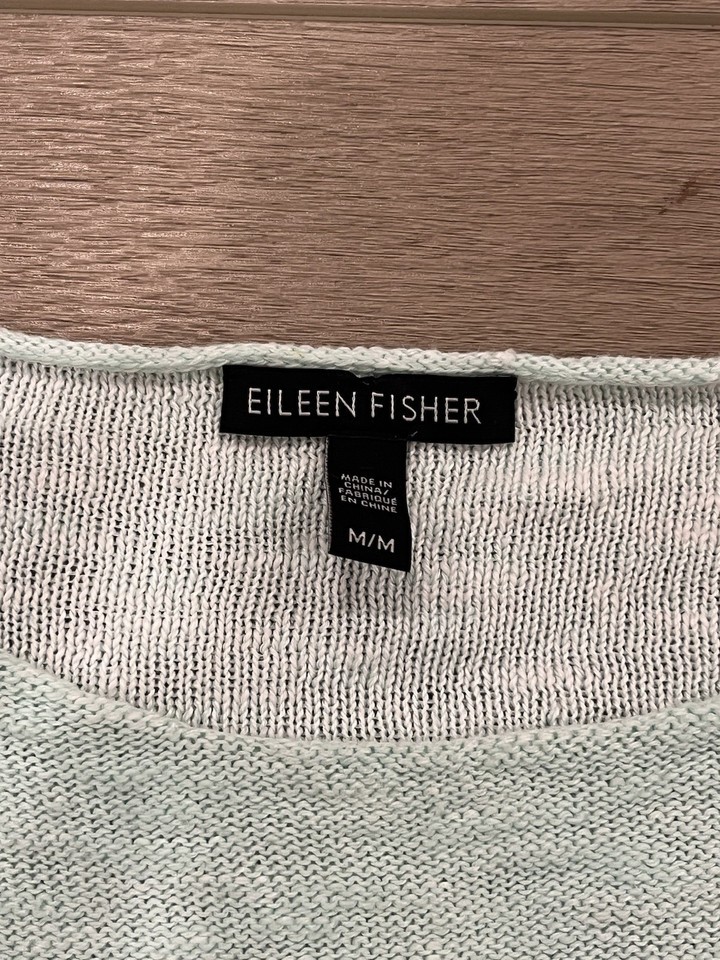 EILEEN FISHER
MADE IN
CHINA/
FABRIQUÉ
EN CHINE
M/M